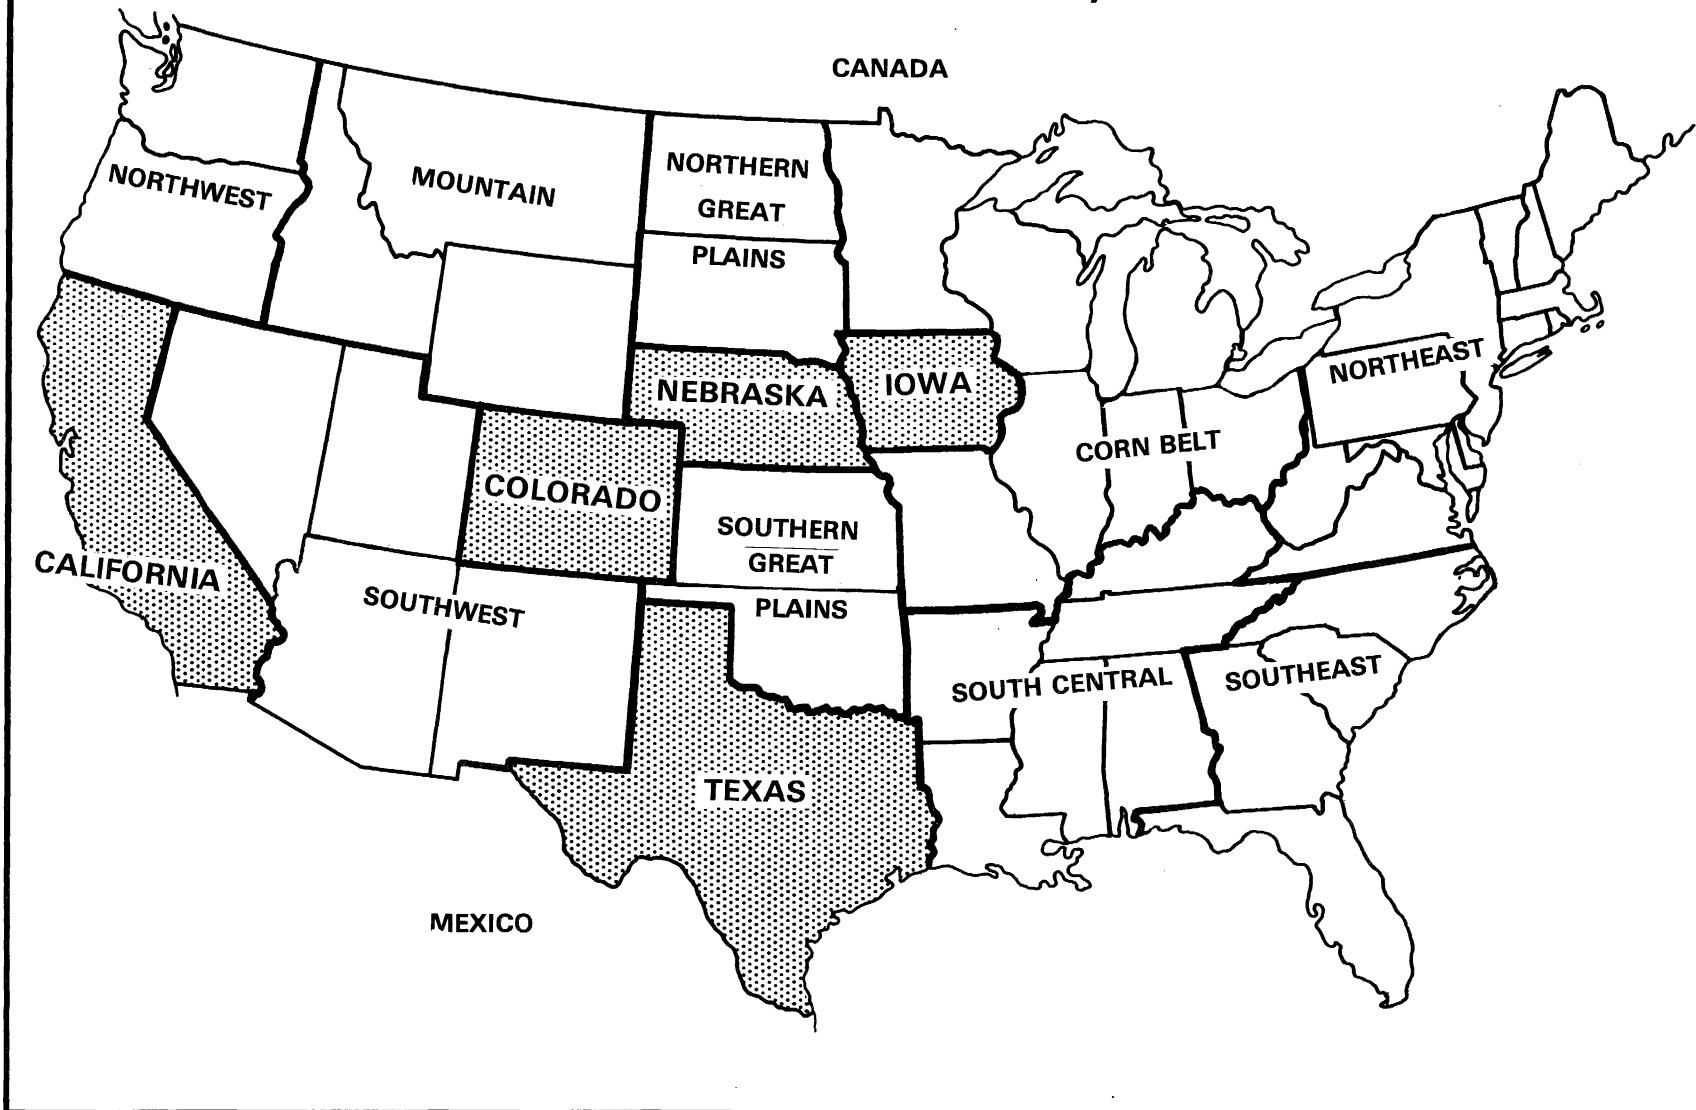 CANADA
NORTHWEST
MOUNTAIN
NORTHERN
GREAT
PLAINS
NEBRASKA
IOWA
NORTHEAST
CORN BELT
COLORADO
SOUTHERN
GREAT
PLAINS
CALIFORNIA
SOUTHWEST
SOUTH CENTRAL
SOUTHEAST
TEXAS
MEXICO